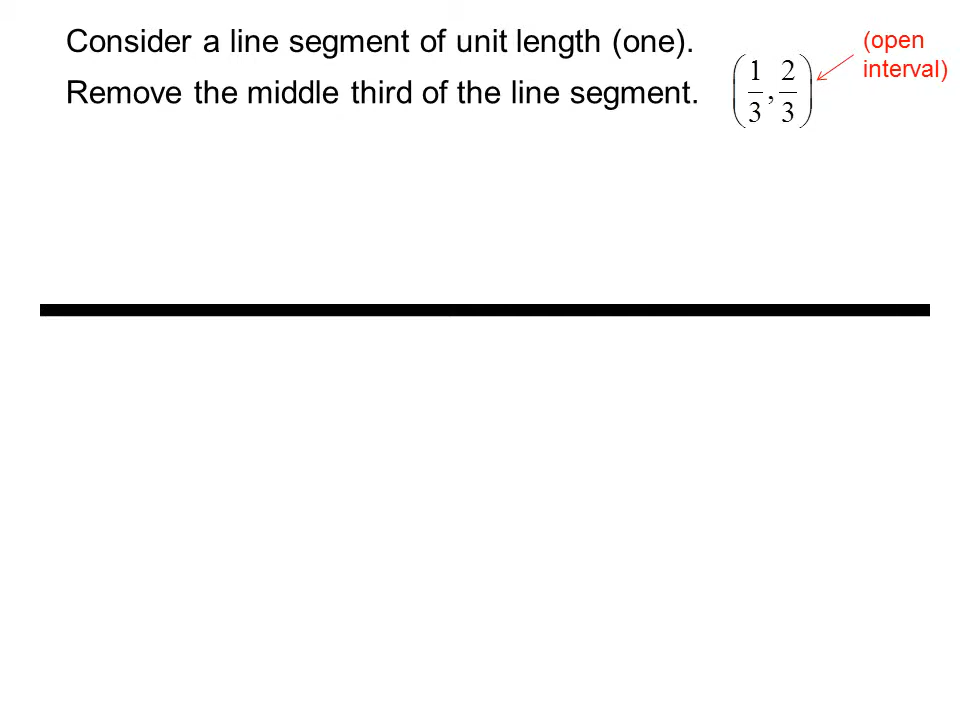 Consider a line segment of unit length (one).
Remove the middle third of the line segment.
(1/3, 2/3)
(open
interval)